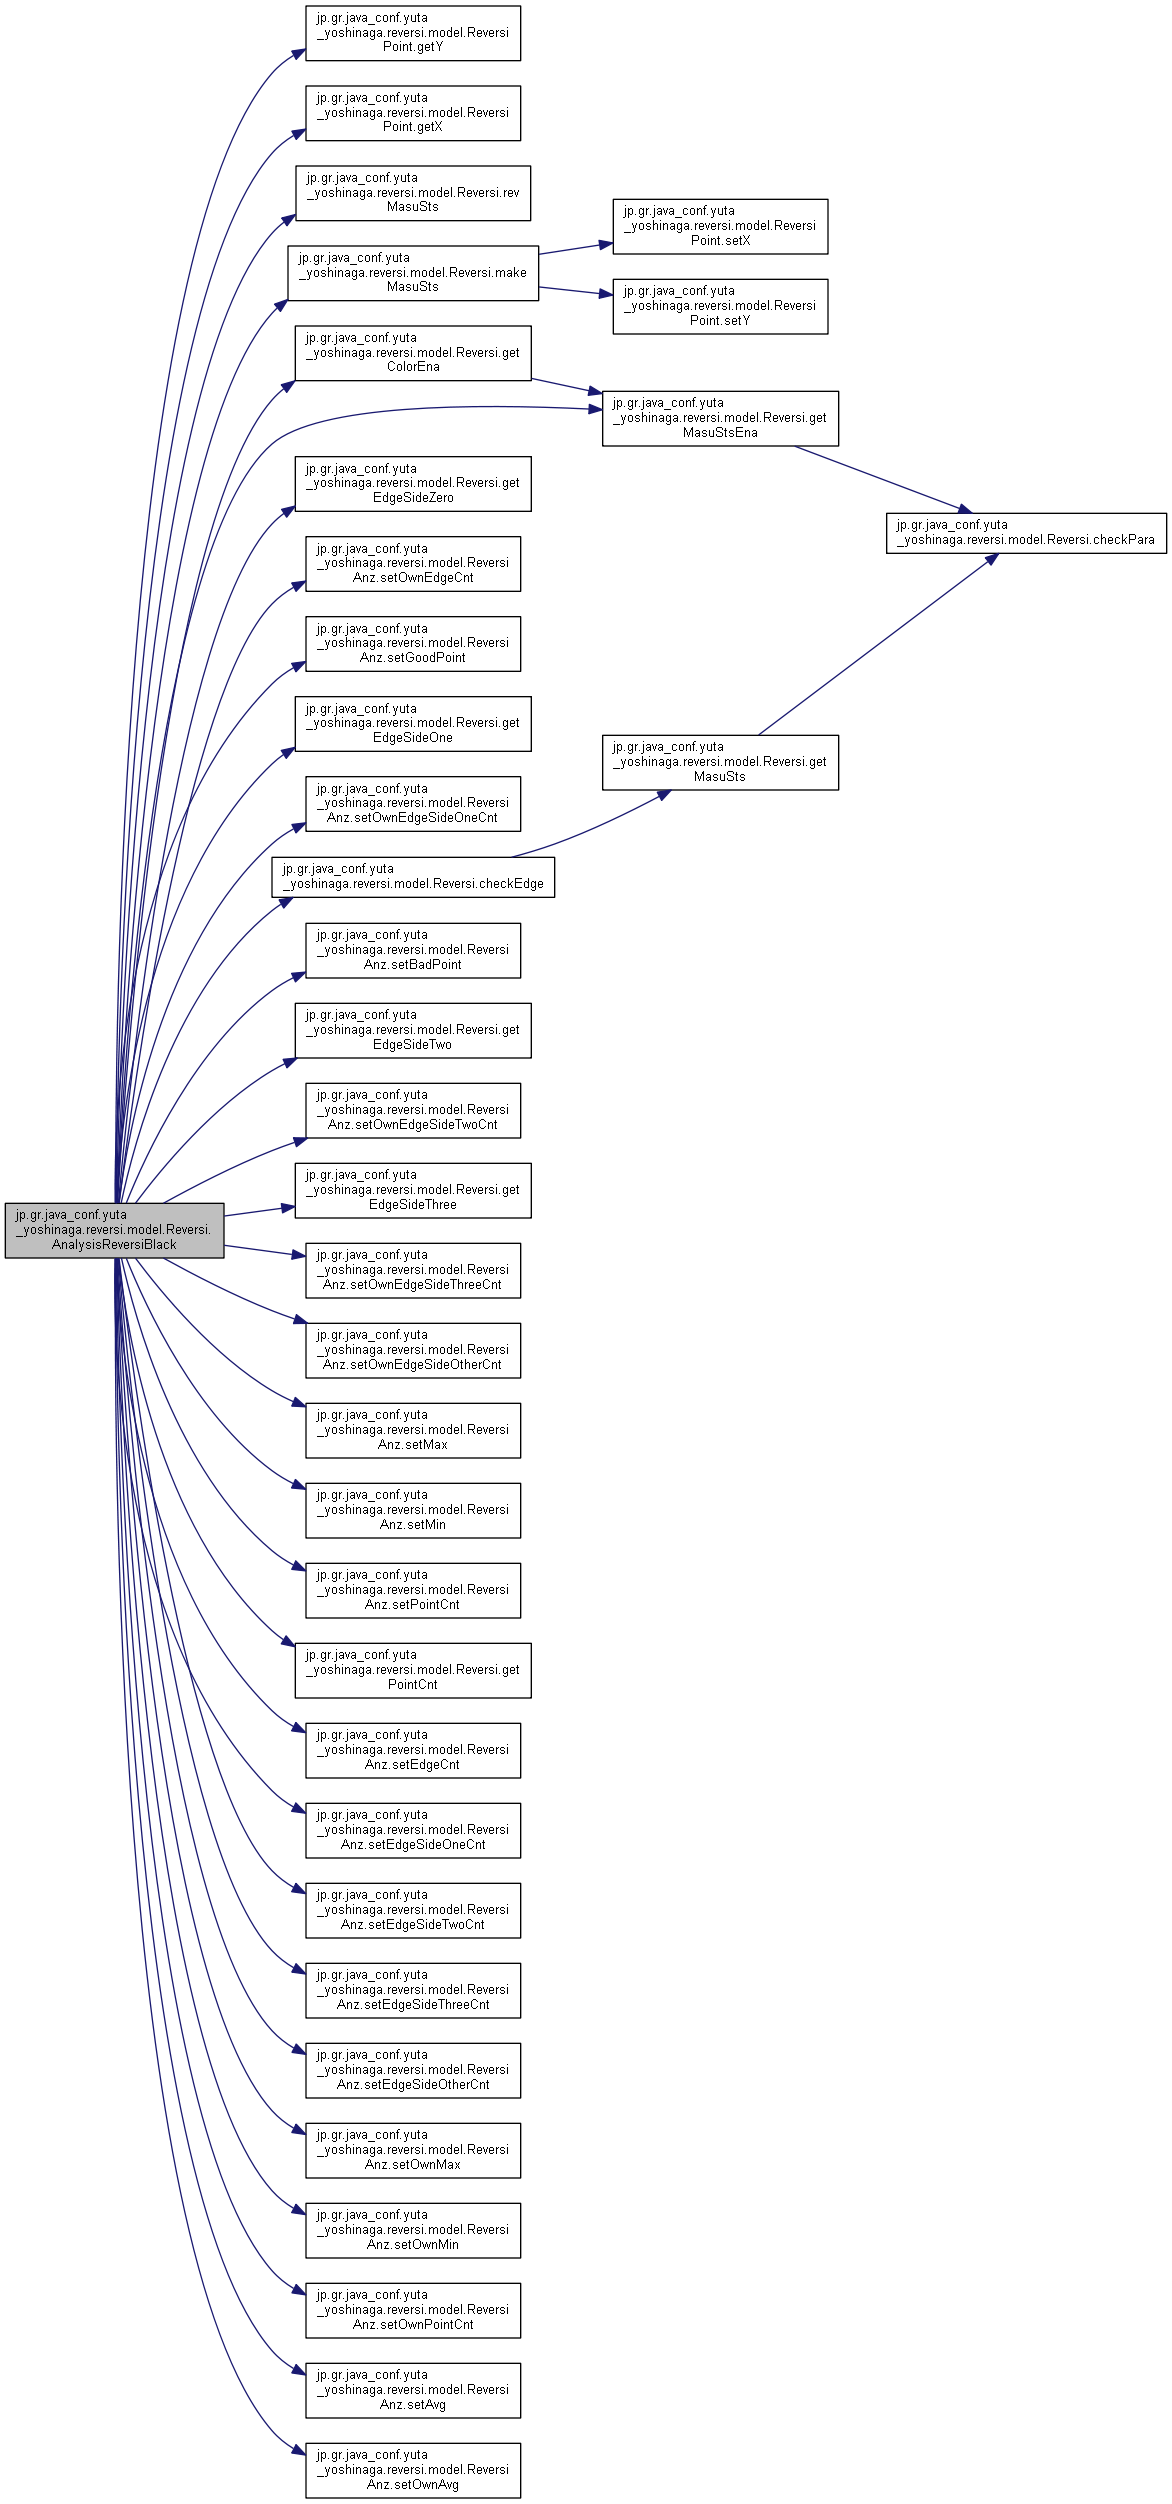 jp.gr.java_conf.yuta
_yoshinaga.reversi.model.Reversi
Point.getY
jp.gr.java_conf.yuta
_yoshinaga.reversi.model.Reversi
Point.getX
jp.gr.java_conf.yuta
_yoshinaga.reversi.model.Reversi.rev
MasuSts
jp.gr.java_conf.yuta
_yoshinaga.reversi.model.Reversi
Point.setX
jp.gr.java_conf.yuta
_yoshinaga.reversi.model.Reversi.make
MasuSts
jp.gr.java_conf.yuta
_yoshinaga.reversi.model.Reversi
Point.setY
jp.gr.java_conf.yuta
_yoshinaga.reversi.model.Reversi.get
ColorEna
jp.gr.java_conf.yuta
_yoshinaga.reversi.model.Reversi.get
MasuStsEna
jp.gr.java_conf.yuta
_yoshinaga.reversi.model.Reversi.get
EdgeSideZero
jp.gr.java_conf.yuta
_yoshinaga.reversi.model.Reversi.checkPara
jp.gr.java_conf.yuta
_yoshinaga.reversi.model.Reversi
Anz.setOwnEdgeCnt
jp.gr.java_conf.yuta
_yoshinaga.reversi.model.Reversi
Anz.setGoodPoint
jp.gr.java_conf.yuta
_yoshinaga.reversi.model.Reversi.get
EdgeSideOne
jp.gr.java_conf.yuta
_yoshinaga.reversi.model.Reversi.get
MasuSts
jp.gr.java_conf.yuta
_yoshinaga.reversi.model.Reversi
Anz.setOwnEdgeSideOneCnt
jp.gr.java_conf.yuta
_yoshinaga.reversi.model.Reversi.checkEdge
jp.gr.java_conf.yuta
_yoshinaga.reversi.model.Reversi
Anz.setBadPoint
jp.gr.java_conf.yuta
_yoshinaga.reversi.model.Reversi.get
EdgeSideTwo
jp.gr.java_conf.yuta
_yoshinaga.reversi.model.Reversi
Anz.setOwnEdgeSideTwoCnt
jp.gr.java_conf.yuta
_yoshinaga.reversi.model.Reversi.get
EdgeSideThree
jp.gr.java_conf.yuta
_yoshinaga.reversi.model.Reversi.
AnalysisReversiBlack
jp.gr.java_conf.yuta
_yoshinaga.reversi.model.Reversi
Anz.setOwnEdgeSideThreeCnt
jp.gr.java_conf.yuta
_yoshinaga.reversi.model.Reversi
Anz.setOwnEdgeSideOtherCnt
jp.gr.java_conf.yuta
_yoshinaga.reversi.model.Reversi
Anz.setMax
jp.gr.java_conf.yuta
_yoshinaga.reversi.model.Reversi
Anz.setMin
jp.gr.java_conf.yuta
_yoshinaga.reversi.model.Reversi
Anz.setPointCnt
jp.gr.java_conf.yuta
_yoshinaga.reversi.model.Reversi.get
PointCnt
jp.gr.java_conf.yuta
_yoshinaga.reversi.model.Reversi
Anz.setEdgeCnt
jp.gr.java_conf.yuta
_yoshinaga.reversi.model.Reversi
Anz.setEdgeSideOneCnt
jp.gr.java_conf.yuta
_yoshinaga.reversi.model.Reversi
Anz.setEdgeSideTwoCnt
jp.gr.java_conf.yuta
_yoshinaga.reversi.model.Reversi
Anz.setEdgeSideThreeCnt
jp.gr.java_conf.yuta
_yoshinaga.reversi.model.Reversi
Anz.setEdgeSideOtherCnt
jp.gr.java_conf.yuta
_yoshinaga.reversi.model.Reversi
Anz.setOwnMax
jp.gr.java_conf.yuta
_yoshinaga.reversi.model.Reversi
Anz.setOwnMin
jp.gr.java_conf.yuta
_yoshinaga.reversi.model.Reversi
Anz.setOwnPointCnt
jp.gr.java_conf.yuta
_yoshinaga.reversi.model.Reversi
Anz.setAvg
jp.gr.java_conf.yuta
_yoshinaga.reversi.model.Reversi
Anz.setOwnAvg